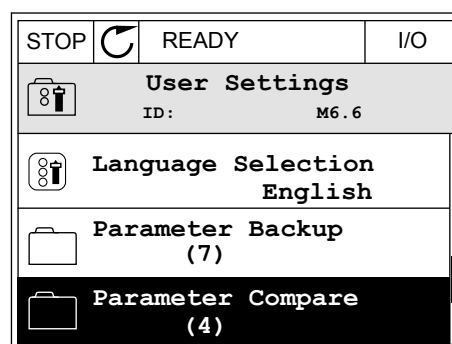 STOP READY I/O
User Settings
ID: M6.6
Language Selection
English
Parameter Backup
(7)
Parameter Compare
(4)